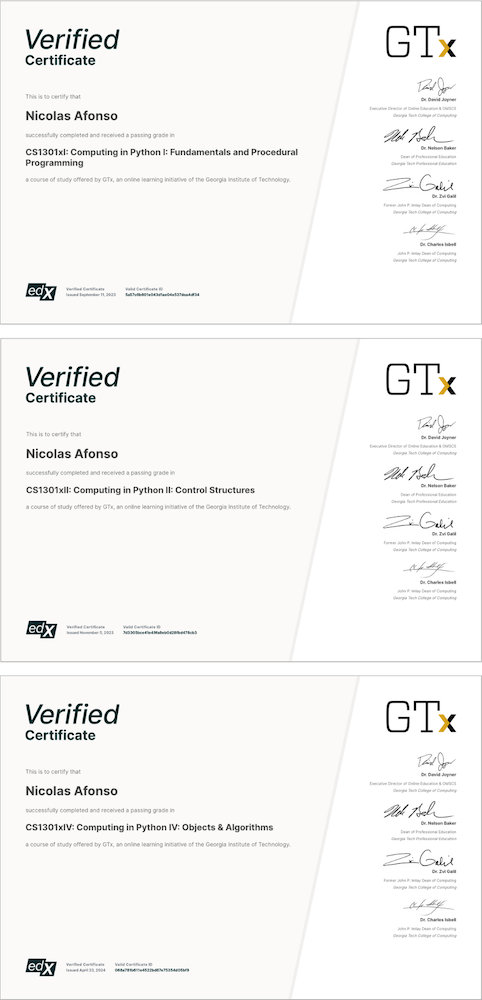 Verified
Certificate
This is to certify that
Nicolas Afonso
successfully completed and received a passing grade in
CS1301xI: Computing in Python I: Fundamentals and Procedural
Programming
a course of study offered by GTx, an online learning initiative of the Georgia Institute of Technology.
edX
Verified Certificate
Issued September 11, 2023
Valid Certificate ID
GTx
Dr. David Joyner
Executive Director of Online Education & OMSCS
Georgia Tech College of Computing
Dr. Nelson Baker
Dean of Professional Education
Georgia Tech Professional Education
Dr. Zvi Galil
Former John P. Imlay Dean of Computing
Georgia Tech College of Computing
Dr. Charles Isbell
John P. Imlay Dean of Computing
Georgia Tech College of Computing
Verified
Certificate
This is to certify that
Nicolas Afonso
successfully completed and received a passing grade in
CS1301xII: Computing in Python II: Control Structures
a course of study offered by GTx, an online learning initiative of the Georgia Institute of Technology.
edX
Verified Certificate
Issued November 5, 2023
Valid Certificate ID
GTx
Dr. David Joyner
Executive Director of Online Education & OMSCS
Georgia Tech College of Computing
Dr. Nelson Baker
Dean of Professional Education
Georgia Tech Professional Education
Dr. Zvi Galil
Former John P. Imlay Dean of Computing
Georgia Tech College of Computing
Dr. Charles Isbell
John P. Imlay Dean of Computing
Georgia Tech College of Computing
Verified
Certificate
This is to certify that
Nicolas Afonso
successfully completed and received a passing grade in
CS1301xIV: Computing in Python IV: Objects & Algorithms
a course of study offered by GTx, an online learning initiative of the Georgia Institute of Technology.
edX
Verified Certificate
Issued April 23, 2024
Valid Certificate ID
GTx
Dr. David Joyner
Executive Director of Online Education & OMSCS
Georgia Tech College of Computing
Dr. Nelson Baker
Dean of Professional Education
Georgia Tech Professional Education
Dr. Zvi Galil
Former John P. Imlay Dean of Computing
Georgia Tech College of Computing
Dr. Charles Isbell
John P. Imlay Dean of Computing
Georgia Tech College of Computing